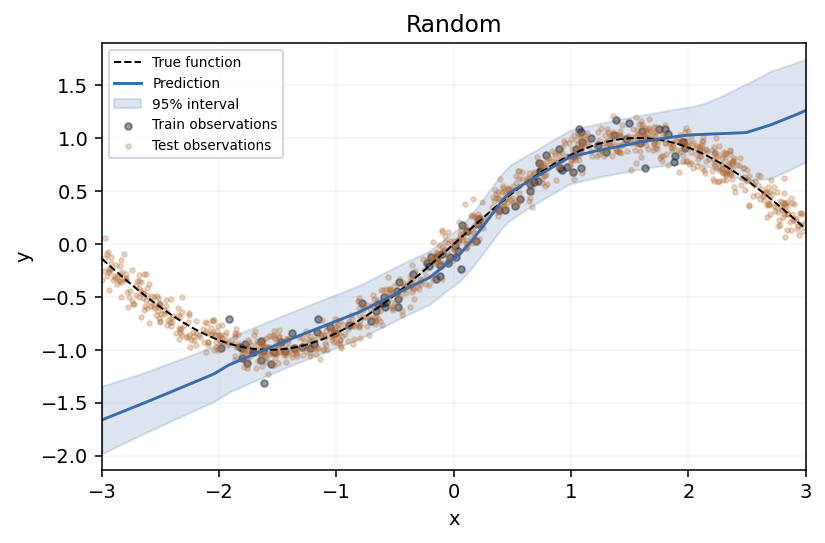 Random
True function
Prediction
95% interval
Train observations
Test observations
1.5
1.0
0.5
0.0
−0.5
−1.0
−1.5
−2.0
y
−3
−2
−1
0
1
2
3
x